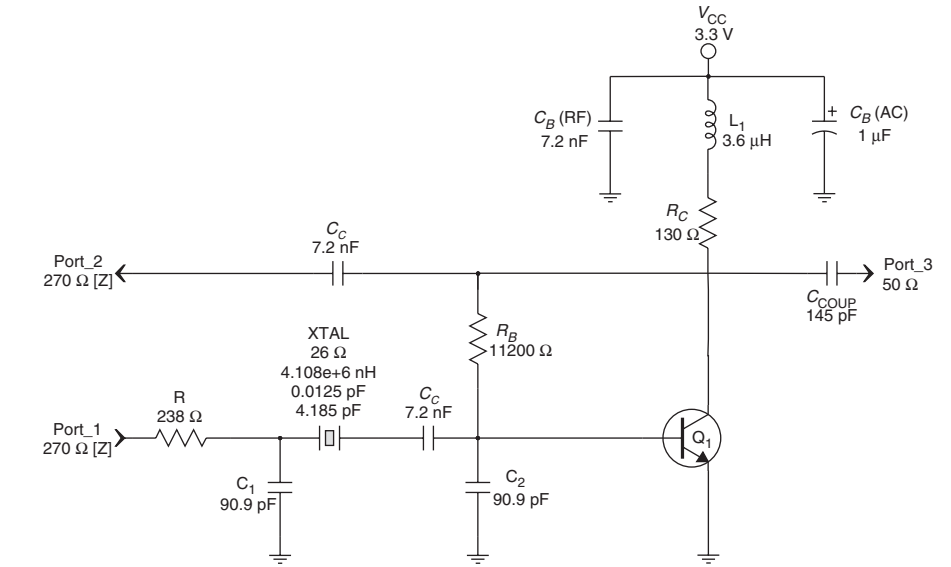 V_CC
3.3 V
C_B (RF)
7.2 nF
L_1
3.6 μH
+
C_B (AC)
1 μF
R_C
130 Ω
C_C
7.2 nF
Port_2
270 Ω [Z]
Port_3
50 Ω
C_COUP
145 pF
R_B
11200 Ω
XTAL
26 Ω
4.108e+6 nH
0.0125 pF
4.185 pF
R
238 Ω
C_C
7.2 nF
Port_1
270 Ω [Z]
Q_1
C_1
90.9 pF
C_2
90.9 pF